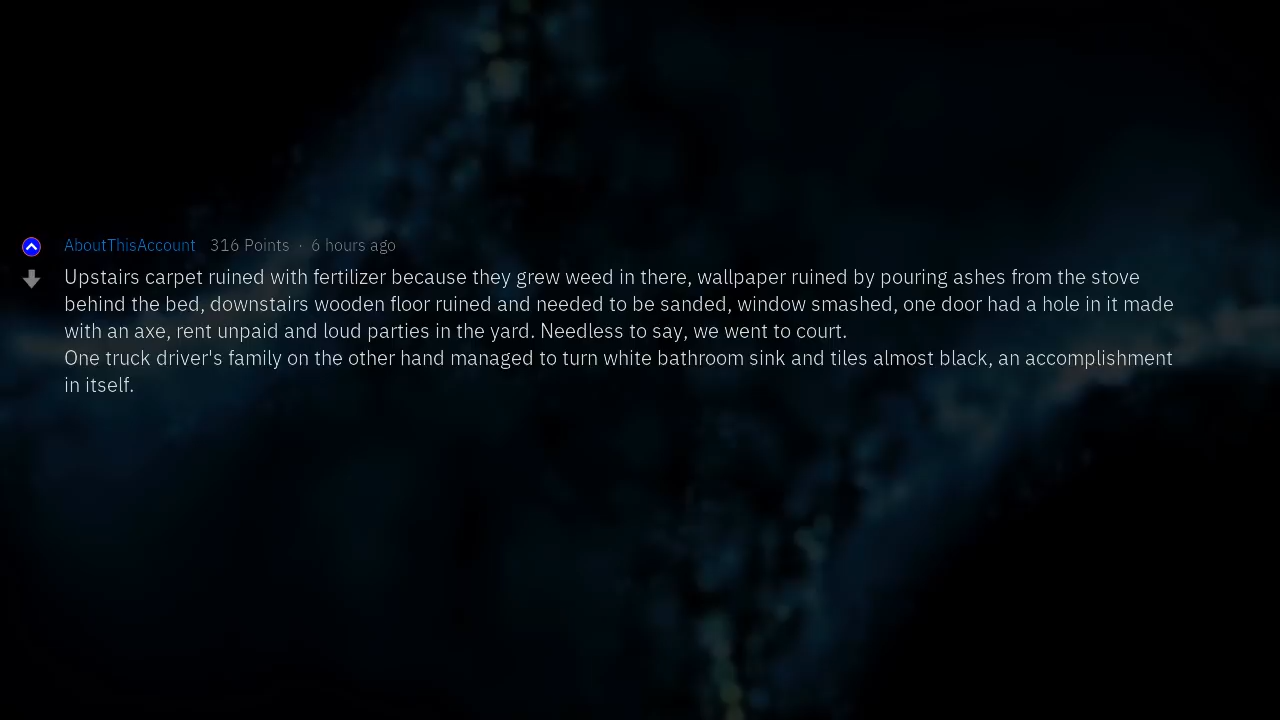 AboutThisAccount 316 Points · 6 hours ago
Upstairs carpet ruined with fertilizer because they grew weed in there, wallpaper ruined by pouring ashes from the stove
behind the bed, downstairs wooden floor ruined and needed to be sanded, window smashed, one door had a hole in it made
with an axe, rent unpaid and loud parties in the yard. Needless to say, we went to court.
One truck driver's family on the other hand managed to turn white bathroom sink and tiles almost black, an accomplishment
in itself.